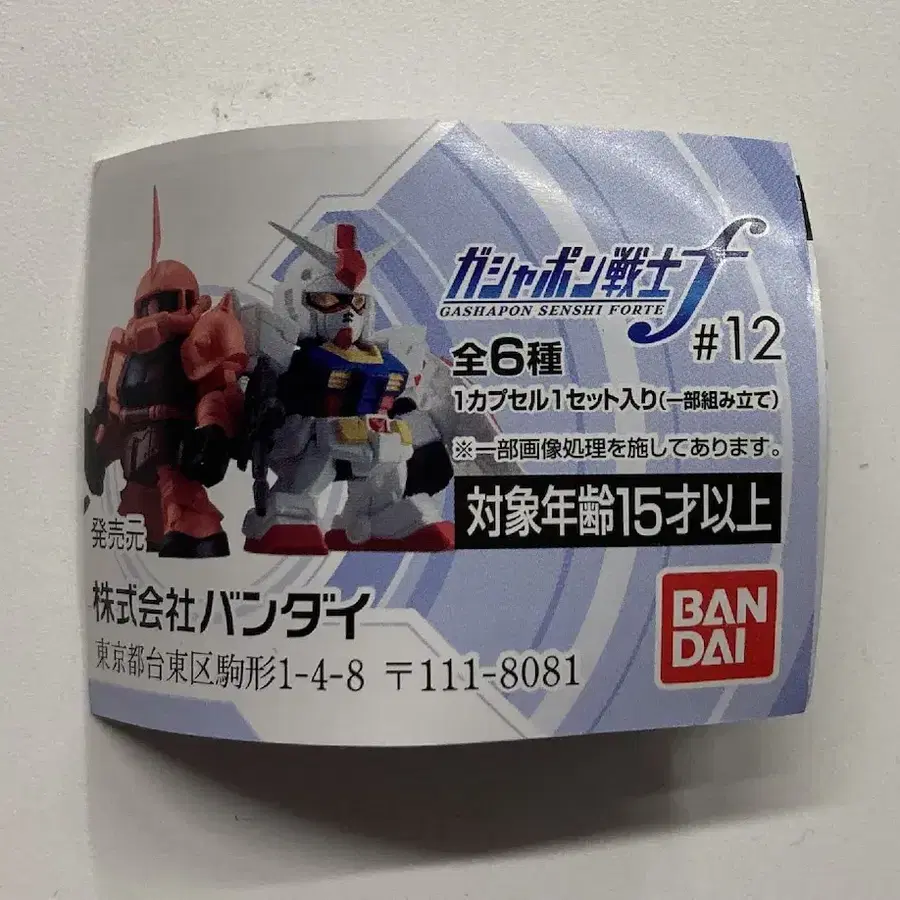 ガシャポン戦士f
GASHAPON SENSHI FORTE
#12
全6種
1カプセル1セット入り(一部組み立て)
※一部画像処理を施してあります。
対象年齢15才以上
発売元
株式会社バンダイ
東京都台東区駒形1-4-8 〒111-8081
BAN
DAI